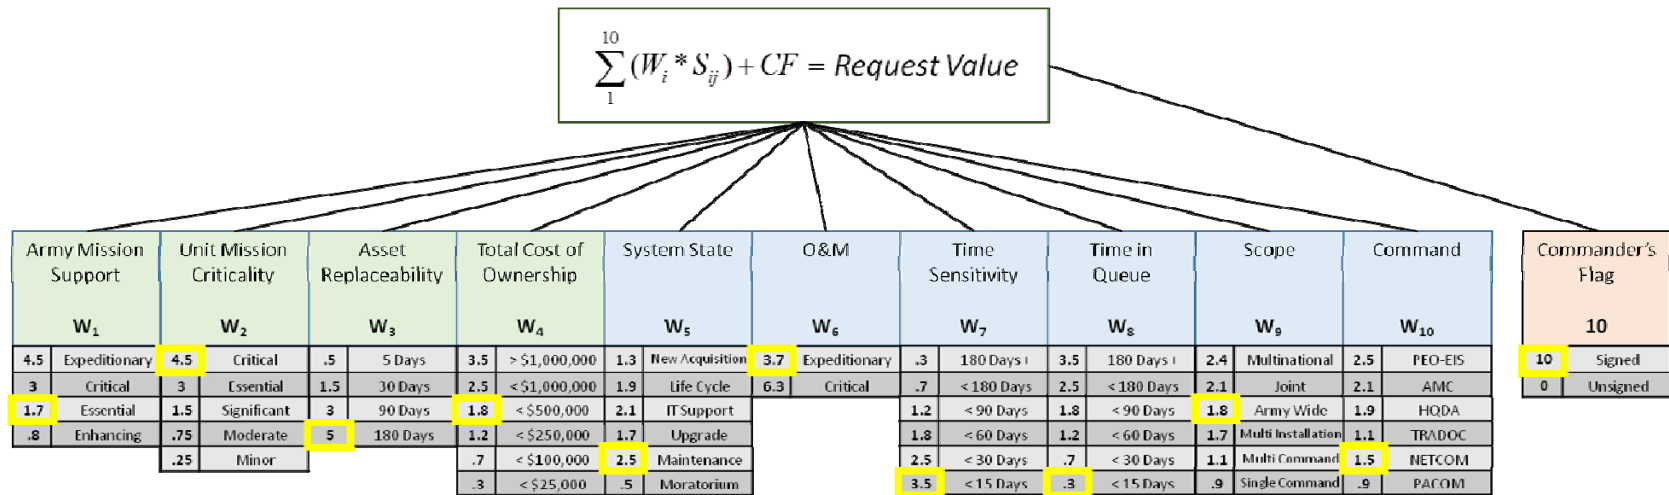 10
∑ (Wi * Sij) + CF = Request Value
1
Army Mission Support W1
4.5 Expeditionary
3 Critical
1.7 Essential
.8 Enhancing
Unit Mission Criticality W2
4.5 Critical
3 Essential
1.5 Significant
.75 Moderate
.25 Minor
Asset Replaceability W3
.5 5 Days
1.5 30 Days
3 90 Days
5 180 Days
Total Cost of Ownership W4
3.5 > $1,000,000
2.5 < $1,000,000
1.8 < $500,000
1.2 < $250,000
.7 < $100,000
.3 < $25,000
System State W5
1.3 New Acquisition
1.9 Life Cycle
2.1 IT Support
1.7 Upgrade
2.5 Maintenance
.5 Moratorium
O&M W6
3.7 Expeditionary
6.3 Critical
Time Sensitivity W7
.3 180 Days+
.7 < 180 Days
1.2 < 90 Days
1.8 < 60 Days
2.5 < 30 Days
3.5 < 15 Days
Time in Queue W8
3.5 180 Days+
2.5 < 180 Days
1.8 < 90 Days
1.2 < 60 Days
.7 < 30 Days
.3 < 15 Days
Scope W9
2.4 Multinational
2.1 Joint
1.8 Army Wide
1.7 Multi Installation
1.1 Multi Command
.9 Single Command
Command W10
2.5 PEO-EIS
2.1 AMC
1.9 HQDA
1.1 TRADOC
1.5 NETCOM
.9 PACOM
Commander's Flag 10
10 Signed
0 Unsigned